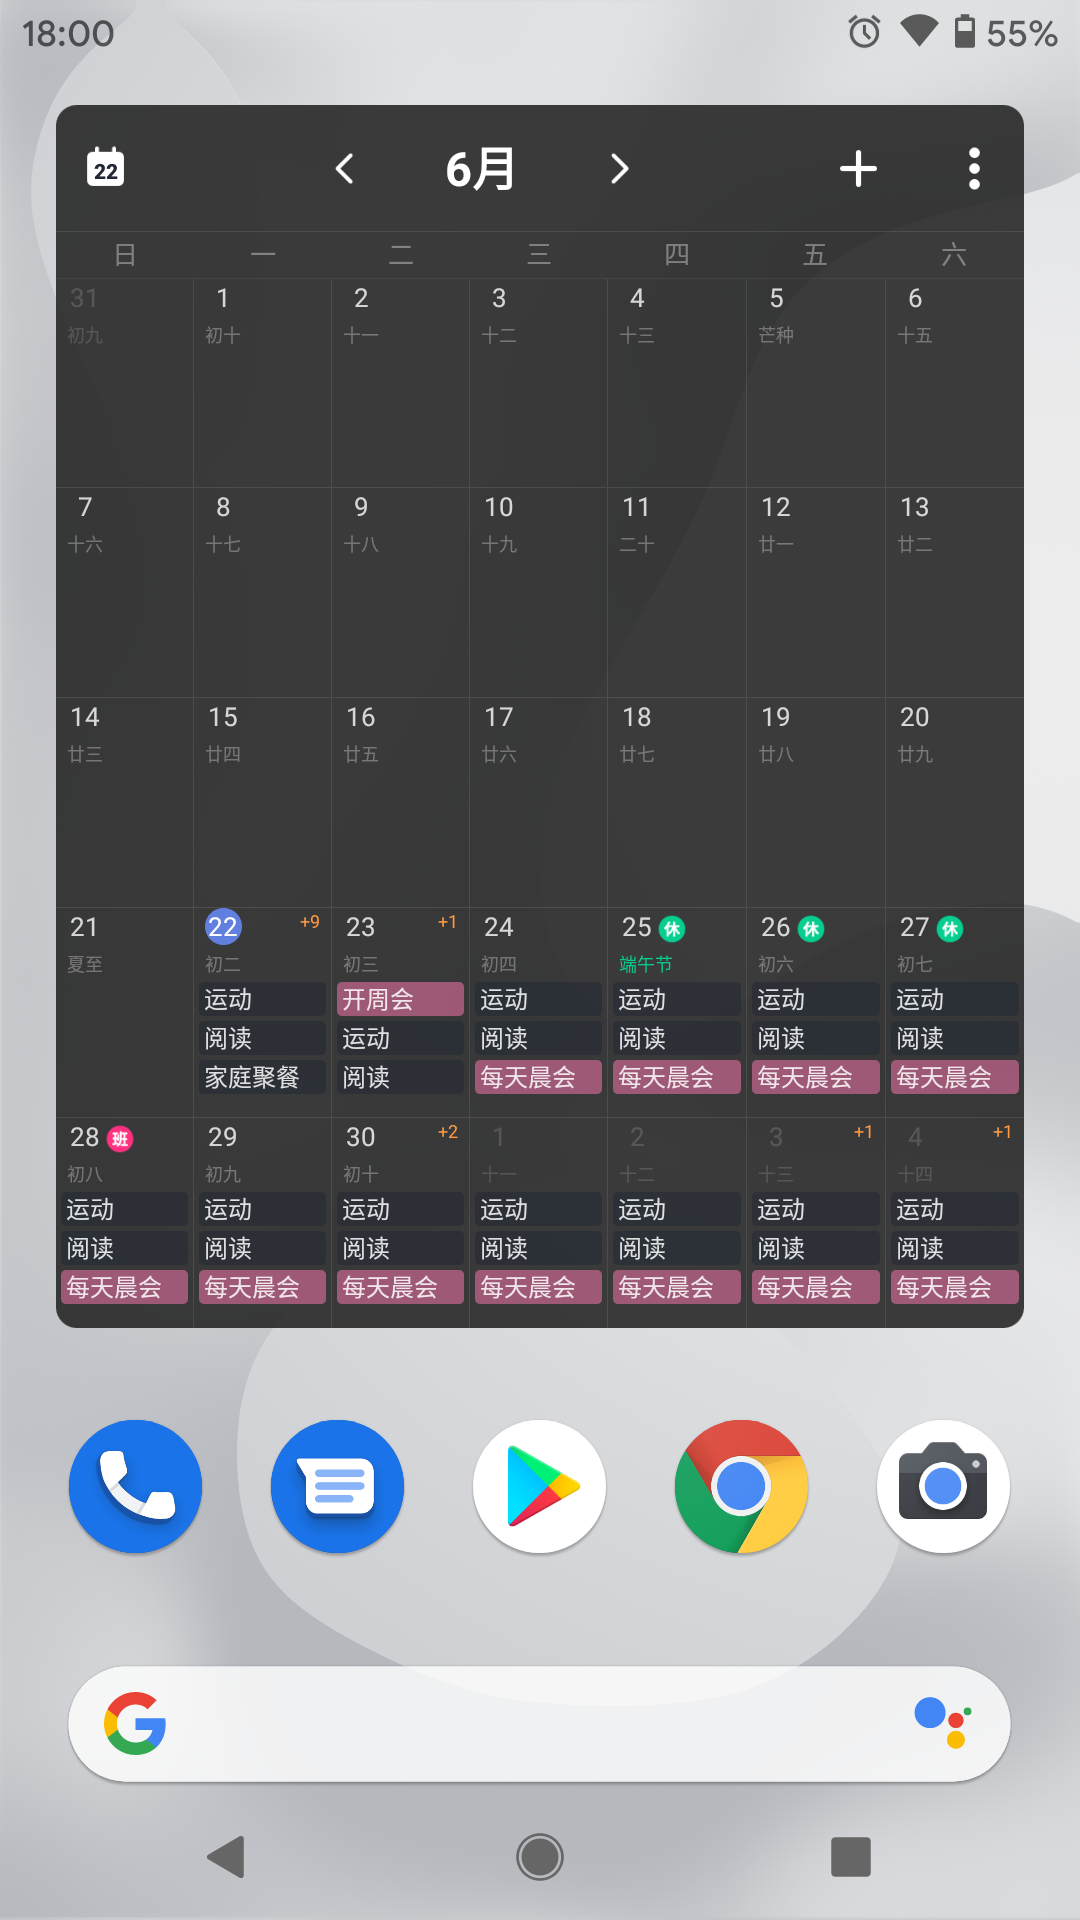 18:00 55%
22 6月
日 一 二 三 四 五 六
31 1 2 3 4 5 6
初九 初十 十一 十二 十三 芒种 十五
7 8 9 10 11 12 13
十六 十七 十八 十九 二十 廿一 廿二
14 15 16 17 18 19 20
廿三 廿四 廿五 廿六 廿七 廿八 廿九
21 22 +9 23 +1 24 25 休 26 休 27 休
夏至 初二 初三 初四 端午节 初六 初七
运动 开周会 运动 运动 运动 运动
阅读 运动 阅读 阅读 阅读 阅读
家庭聚餐 阅读 每天晨会 每天晨会 每天晨会 每天晨会
28 班 29 30 +2 1 2 3 +1 4 +1
初八 初九 初十 十一 十二 十三 十四
运动 运动 运动 运动 运动 运动 运动
阅读 阅读 阅读 阅读 阅读 阅读 阅读
每天晨会 每天晨会 每天晨会 每天晨会 每天晨会 每天晨会 每天晨会